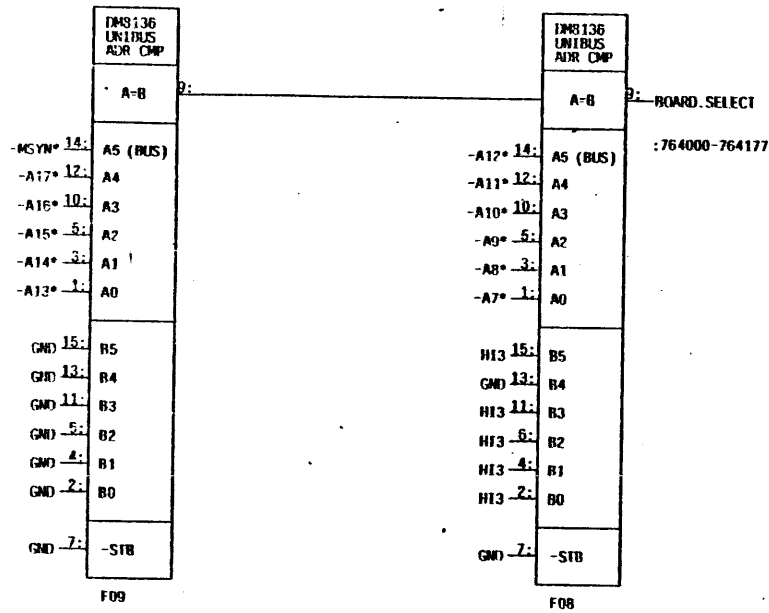 DM8136
UNIBUS
ADR CMP
A=B
9:
-MSYN* 14: A5 (BUS)
-A17* 12: A4
-A16* 10: A3
-A15* 5: A2
-A14* 3: A1
-A13* 1: A0
GND 15: B5
GND 13: B4
GND 11: B3
GND 5: B2
GND 4: B1
GND 2: B0
GND 7: -STB
F09
DM8136
UNIBUS
ADR CMP
A=B
9: BOARD.SELECT
:764000-764177
-A12* 14: A5 (BUS)
-A11* 12: A4
-A10* 10: A3
-A9* 5: A2
-A8* 3: A1
-A7* 1: A0
HI3 15: B5
GND 13: B4
HI3 11: B3
HI3 6: B2
HI3 4: B1
HI3 2: B0
GND 7: -STB
F08